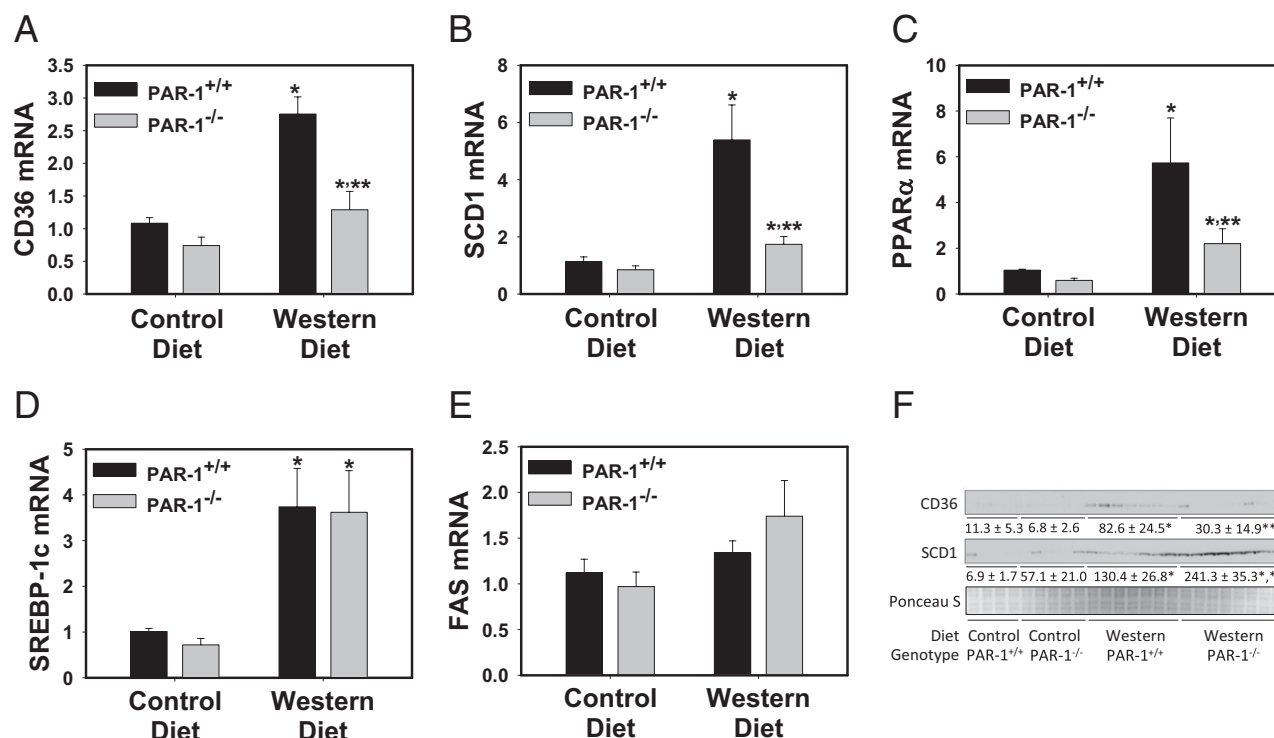 A
CD36 mRNA
3.5
3.0
2.5
2.0
1.5
1.0
0.5
0.0
PAR-1+/+
PAR-1-/-
*
*,**
Control Diet
Western Diet
B
SCD1 mRNA
8
6
4
2
0
PAR-1+/+
PAR-1-/-
*
*,**
Control Diet
Western Diet
C
PPARα mRNA
10
8
6
4
2
0
PAR-1+/+
PAR-1-/-
*
*,**
Control Diet
Western Diet
D
SREBP-1c mRNA
5
4
3
2
1
0
PAR-1+/+
PAR-1-/-
*
*
Control Diet
Western Diet
E
FAS mRNA
2.5
2.0
1.5
1.0
0.5
0.0
PAR-1+/+
PAR-1-/-
Control Diet
Western Diet
F
CD36
11.3 ± 5.3 6.8 ± 2.6 82.6 ± 24.5* 30.3 ± 14.9**
SCD1
6.9 ± 1.7 57.1 ± 21.0 130.4 ± 26.8* 241.3 ± 35.3*,*
Ponceau S
Diet Control Control Western Western
Genotype PAR-1+/+ PAR-1-/- PAR-1+/+ PAR-1-/-